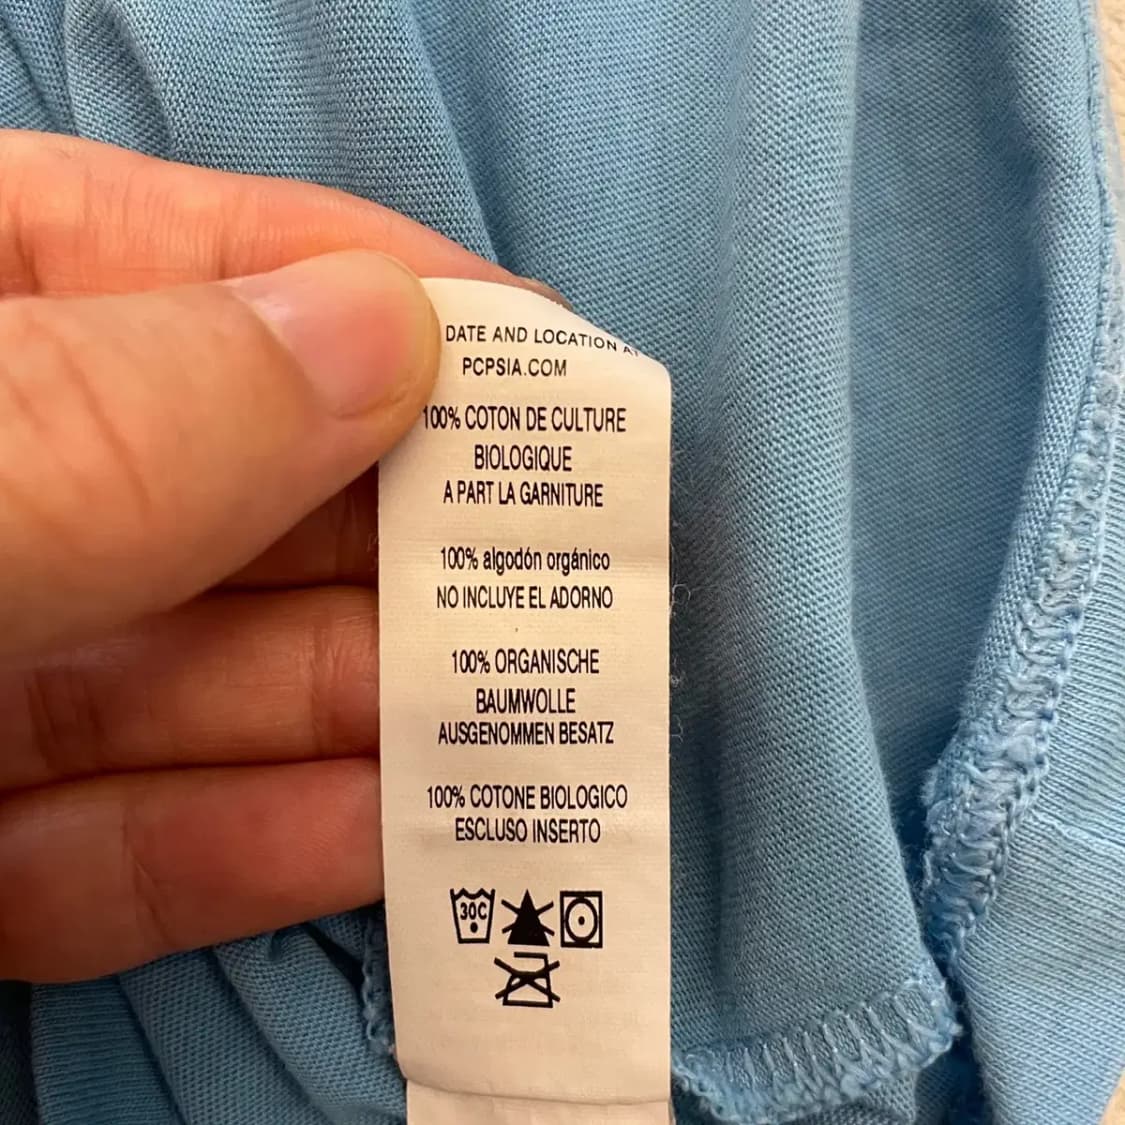 DATE AND LOCATION AT
PCPSIA.COM
100% COTON DE CULTURE
BIOLOGIQUE
A PART LA GARNITURE
100% algodón orgánico
NO INCLUYE EL ADORNO
100% ORGANISCHE
BAUMWOLLE
AUSGENOMMEN BESATZ
100% COTONE BIOLOGICO
ESCLUSO INSERTO
30C